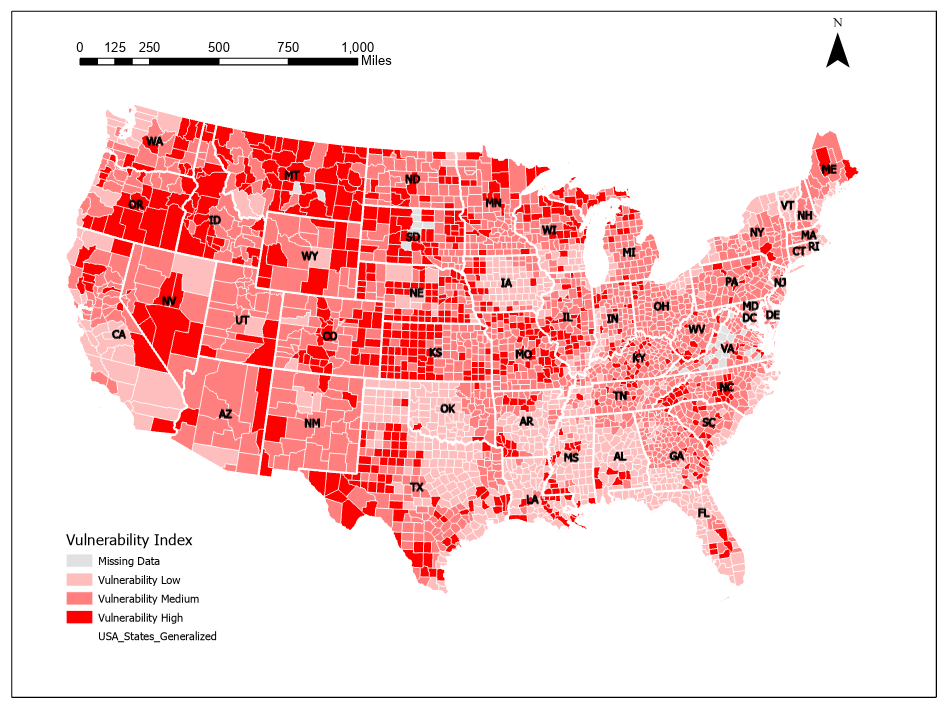 N
0 125 250 500 750 1,000
Miles
WA
MT
ND
MN
ME
OR
ID
SD
WI
VT
NH
NY
MA
WY
MI
CT RI
IA
NV
NE
PA
NJ
UT
IL
IN
OH
MD
DE
CA
CO
DC
KS
MO
KY
WV
VA
AZ
NM
OK
AR
TN
NC
SC
TX
MS
AL
GA
LA
FL
Vulnerability Index
Missing Data
Vulnerability Low
Vulnerability Medium
Vulnerability High
USA_States_Generalized